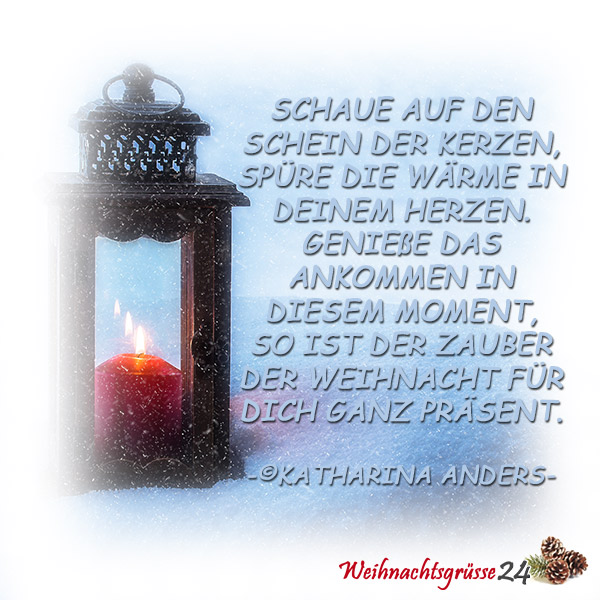 SCHAUE AUF DEN
SCHEIN DER KERZEN,
SPÜRE DIE WÄRME IN
DEINEM HERZEN.
GENIEßE DAS
ANKOMMEN IN
DIESEM MOMENT,
SO IST DER ZAUBER
DER WEIHNACHT FÜR
DICH GANZ PRÄSENT.
-©KATHARINA ANDERS-
Weihnachtsgrüsse24